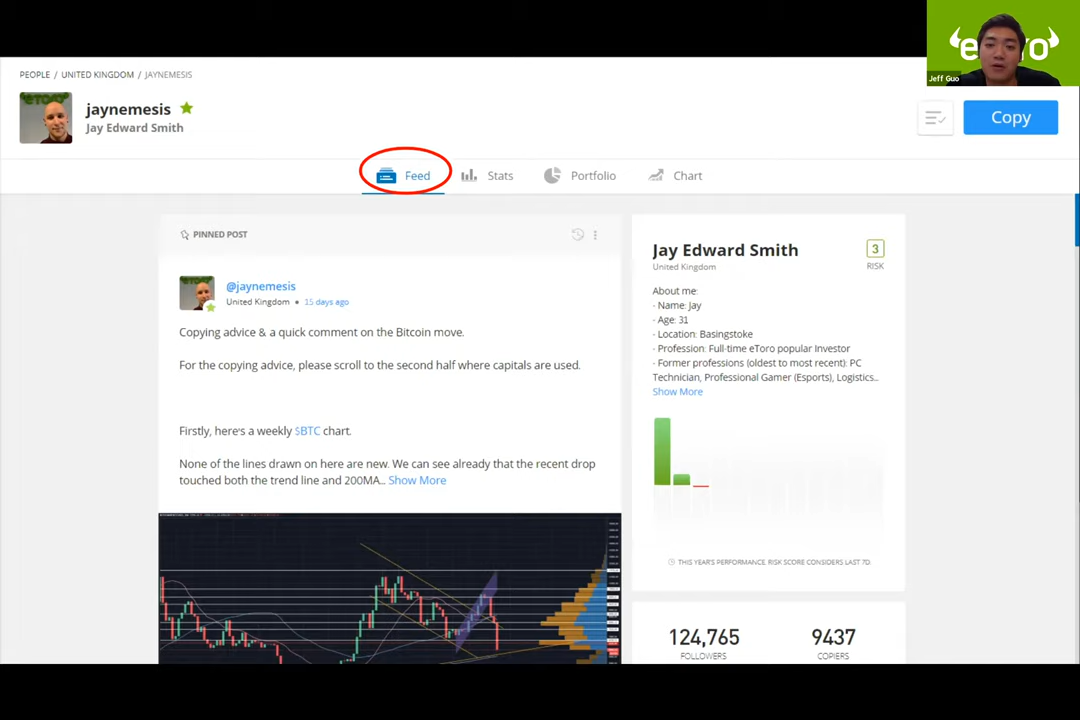 eToro
Jeff Guo
PEOPLE / UNITED KINGDOM / JAYNEMESIS
jaynemesis
Jay Edward Smith
Copy
Feed
Stats
Portfolio
Chart
PINNED POST
@jaynemesis
United Kingdom • 15 days ago
Copying advice & a quick comment on the Bitcoin move.
For the copying advice, please scroll to the second half where capitals are used.
Firstly, here's a weekly $BTC chart.
None of the lines drawn on here are new. We can see already that the recent drop
touched both the trend line and 200MA... Show More
Jay Edward Smith
United Kingdom
3
RISK
About me:
- Name: Jay
- Age: 31
- Location: Basingstoke
- Profession: Full-time eToro popular Investor
- Former professions (oldest to most recent): PC
Technician, Professional Gamer (Esports), Logistics...
Show More
THIS YEAR'S PERFORMANCE. RISK SCORE CONSIDERS LAST 7D.
124,765
FOLLOWERS
9437
COPIERS